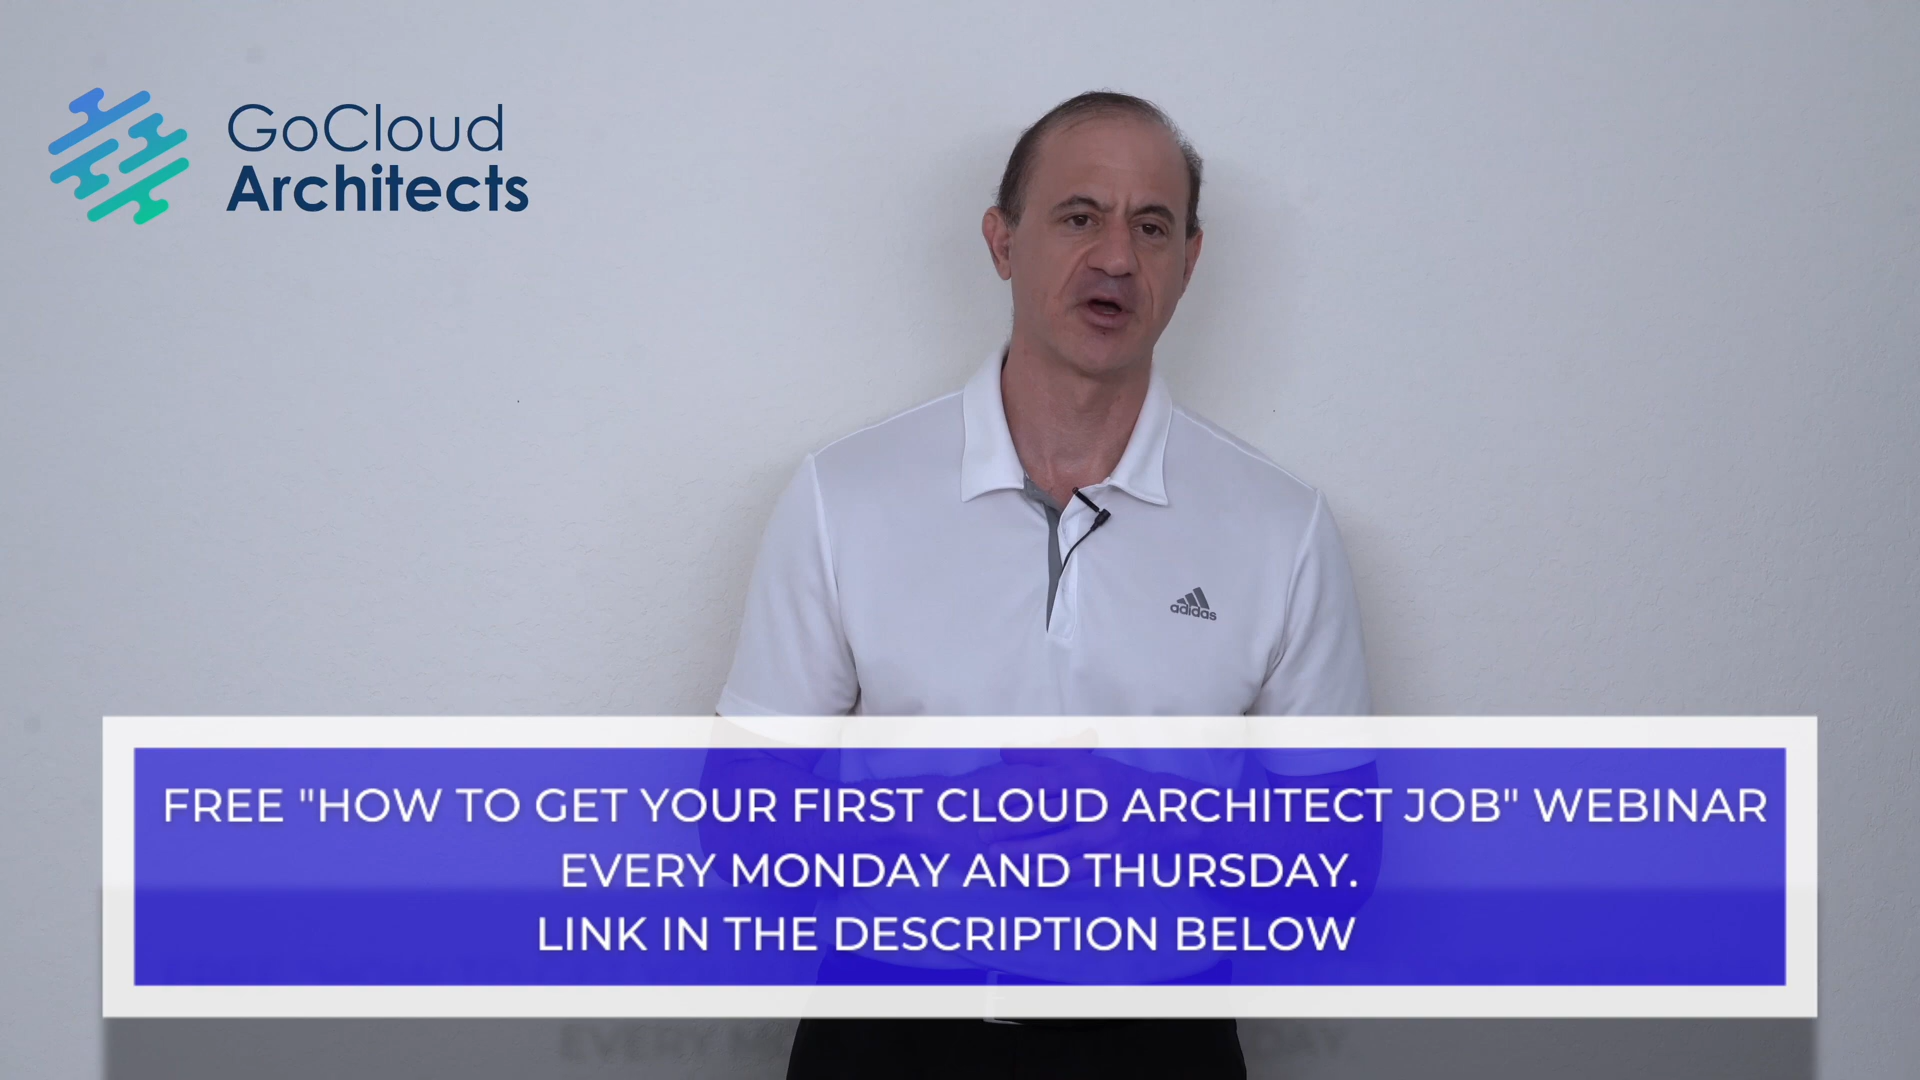 GoCloud
Architects
adidas
FREE "HOW TO GET YOUR FIRST CLOUD ARCHITECT JOB" WEBINAR
EVERY MONDAY AND THURSDAY.
LINK IN THE DESCRIPTION BELOW